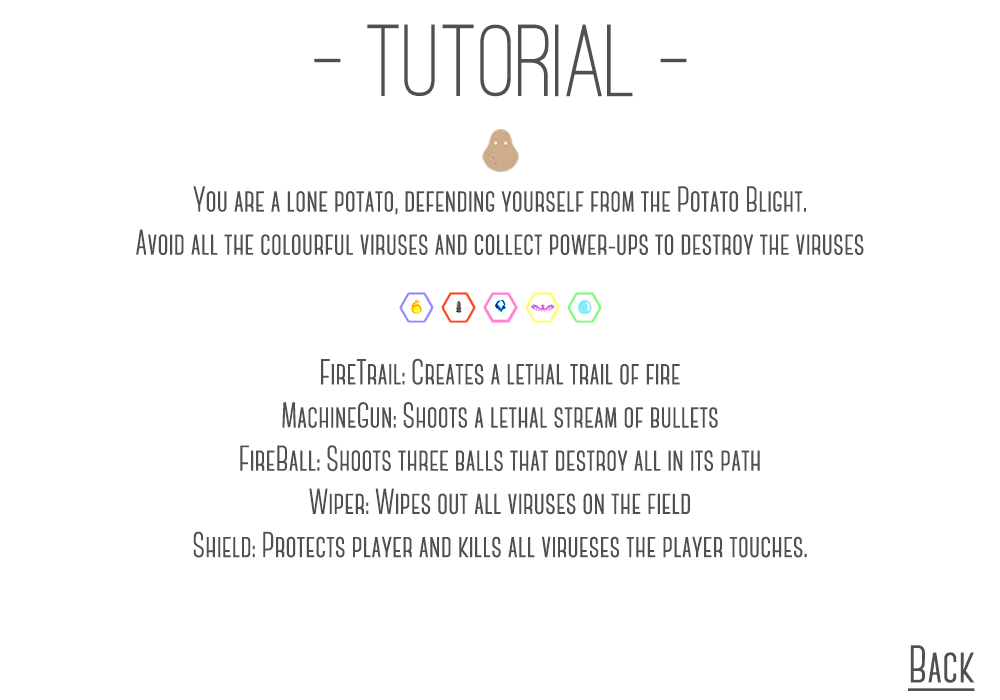 - TUTORIAL -
You are a lone potato, defending yourself from the Potato Blight.
Avoid all the colourful viruses and collect power-ups to destroy the viruses
FireTrail: Creates a lethal trail of fire
MachineGun: Shoots a lethal stream of bullets
FireBall: Shoots three balls that destroy all in its path
Wiper: Wipes out all viruses on the field
Shield: Protects player and kills all virueses the player touches.
Back